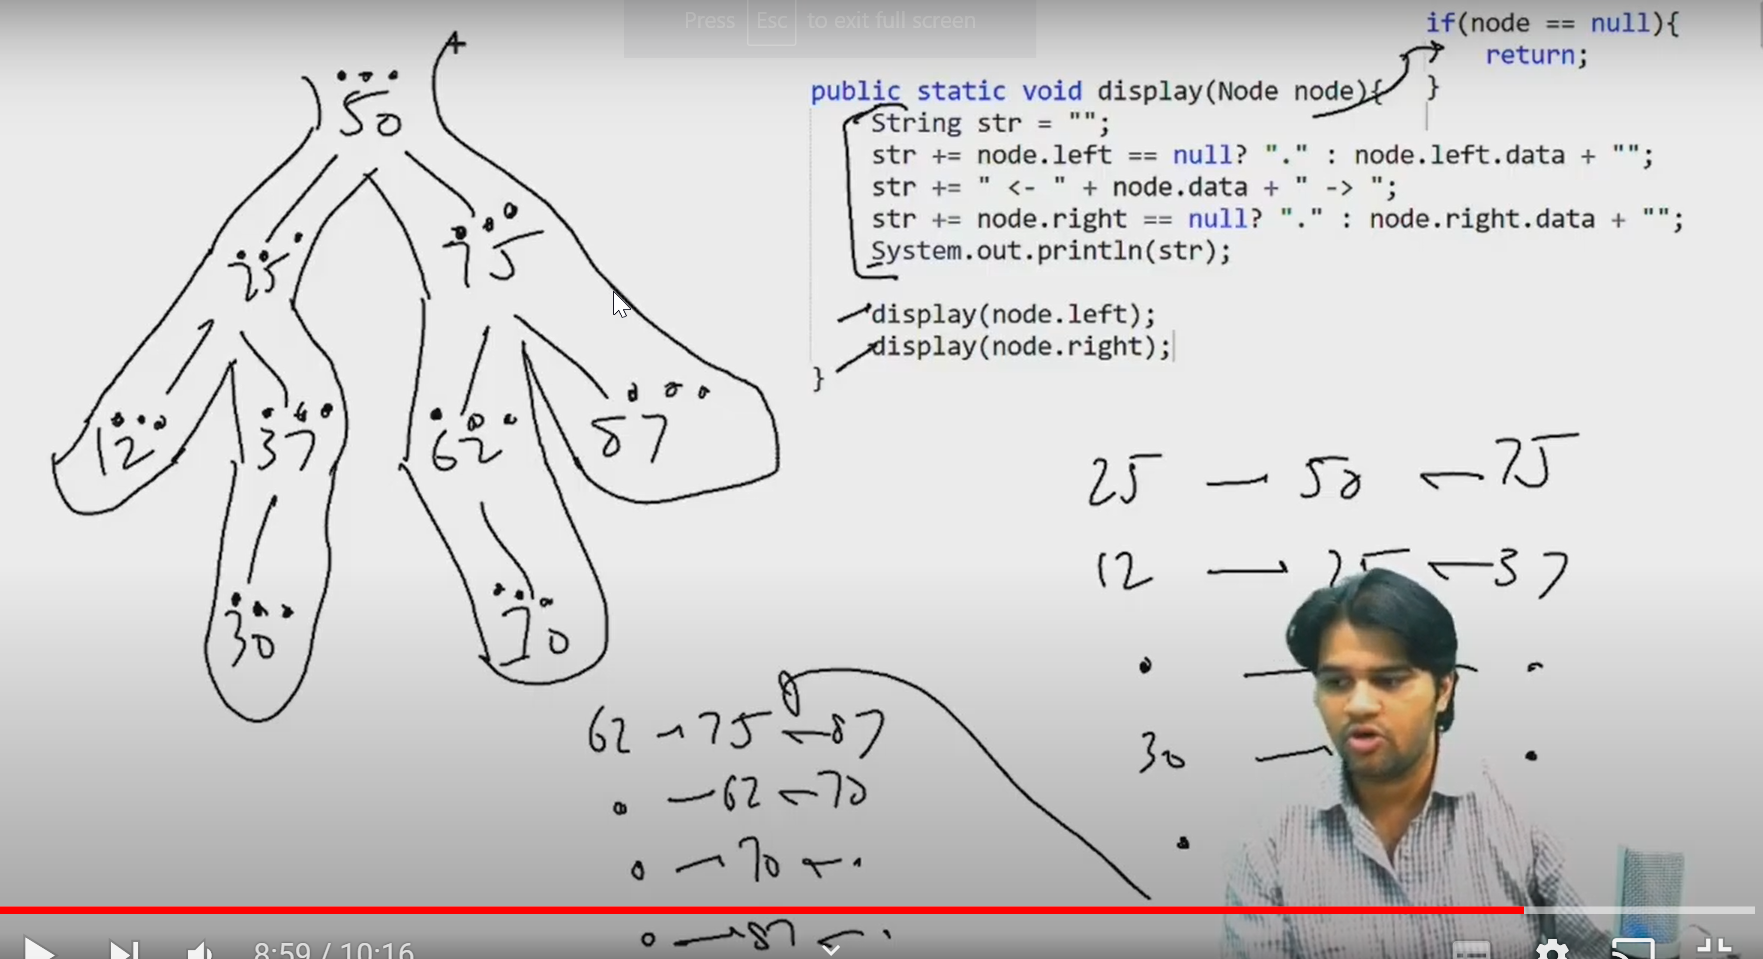 Press Esc to exit full screen
if(node == null){
return;
}
public static void display(Node node){
String str = "";
str += node.left == null? "." : node.left.data + "";
str += " <- " + node.data + " -> ";
str += node.right == null? "." : node.right.data + "";
System.out.println(str);
display(node.left);
display(node.right);
}
50
25 75
12 37 62 87
30 70
25 — 50 ← 75
12 — 25 ← 37
. — .
30 — .
.
62 — 75 ← 87
. — 62 ← 70
. — 70 ← .
. — 87 ← .
8:59 / 10:16